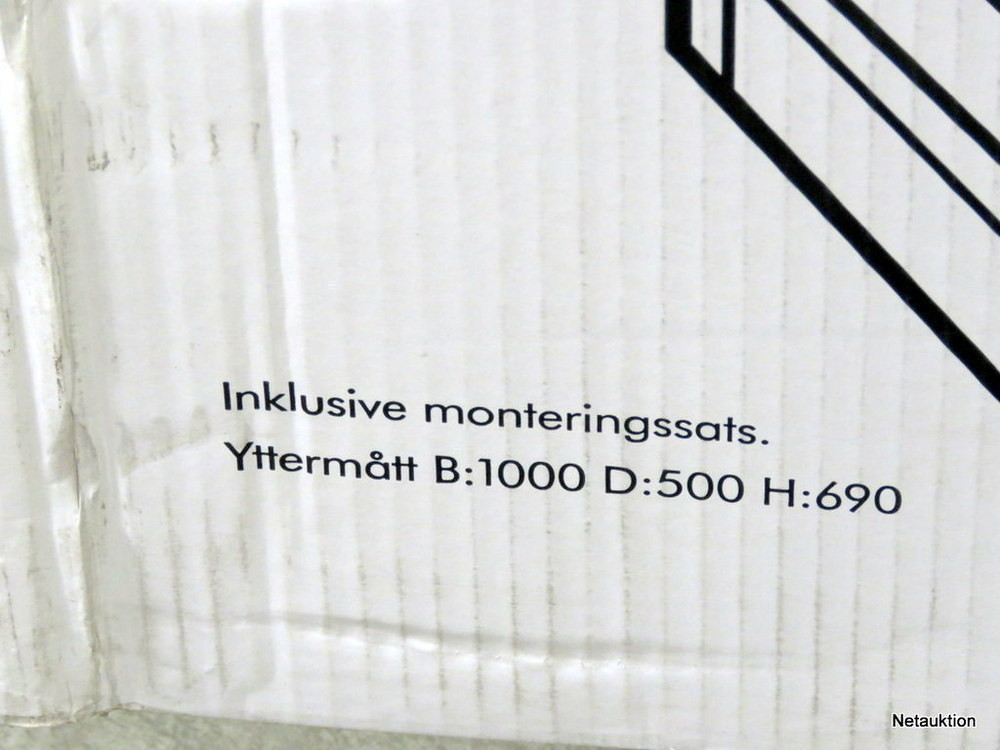 Inklusive monteringssats.
Yttermått B:1000 D:500 H:690
Netauktion